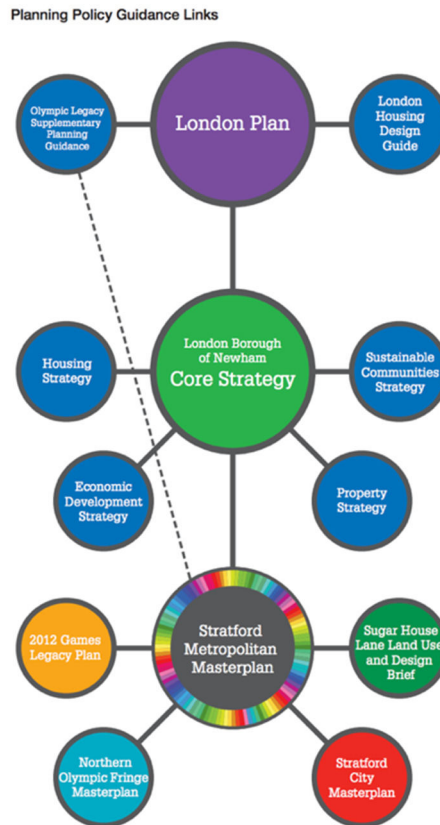 Planning Policy Guidance Links
Olympic Legacy
Supplementary
Planning
Guidance
London Plan
London
Housing
Design
Guide
London Borough
of Newham
Core Strategy
Housing
Strategy
Sustainable
Communities
Strategy
Economic
Development
Strategy
Property
Strategy
2012 Games
Legacy Plan
Stratford
Metropolitan
Masterplan
Sugar House
Lane Land Use
and Design
Brief
Northern
Olympic Fringe
Masterplan
Stratford
City
Masterplan